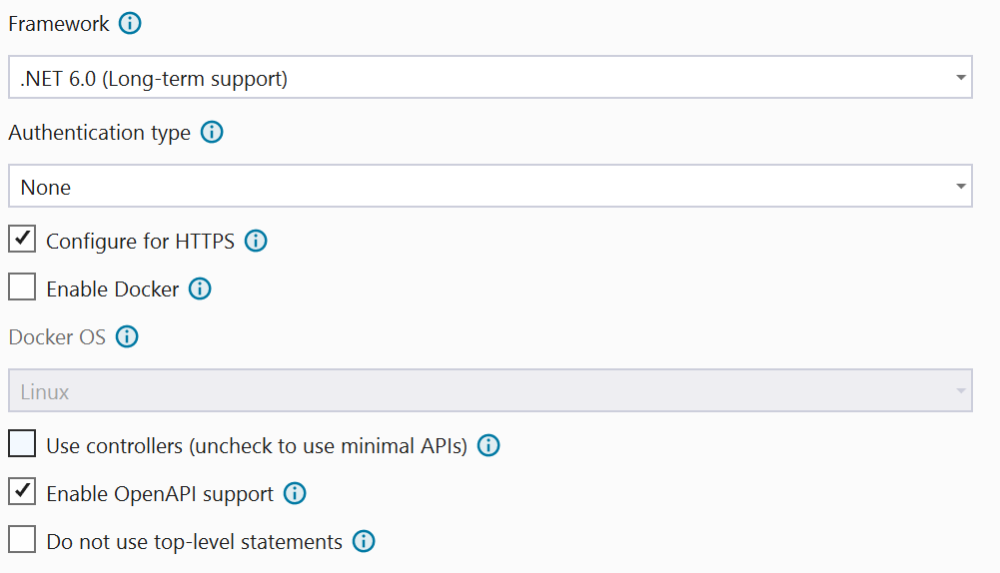 Framework
.NET 6.0 (Long-term support)
Authentication type
None
Configure for HTTPS
Enable Docker
Docker OS
Linux
Use controllers (uncheck to use minimal APIs)
Enable OpenAPI support
Do not use top-level statements